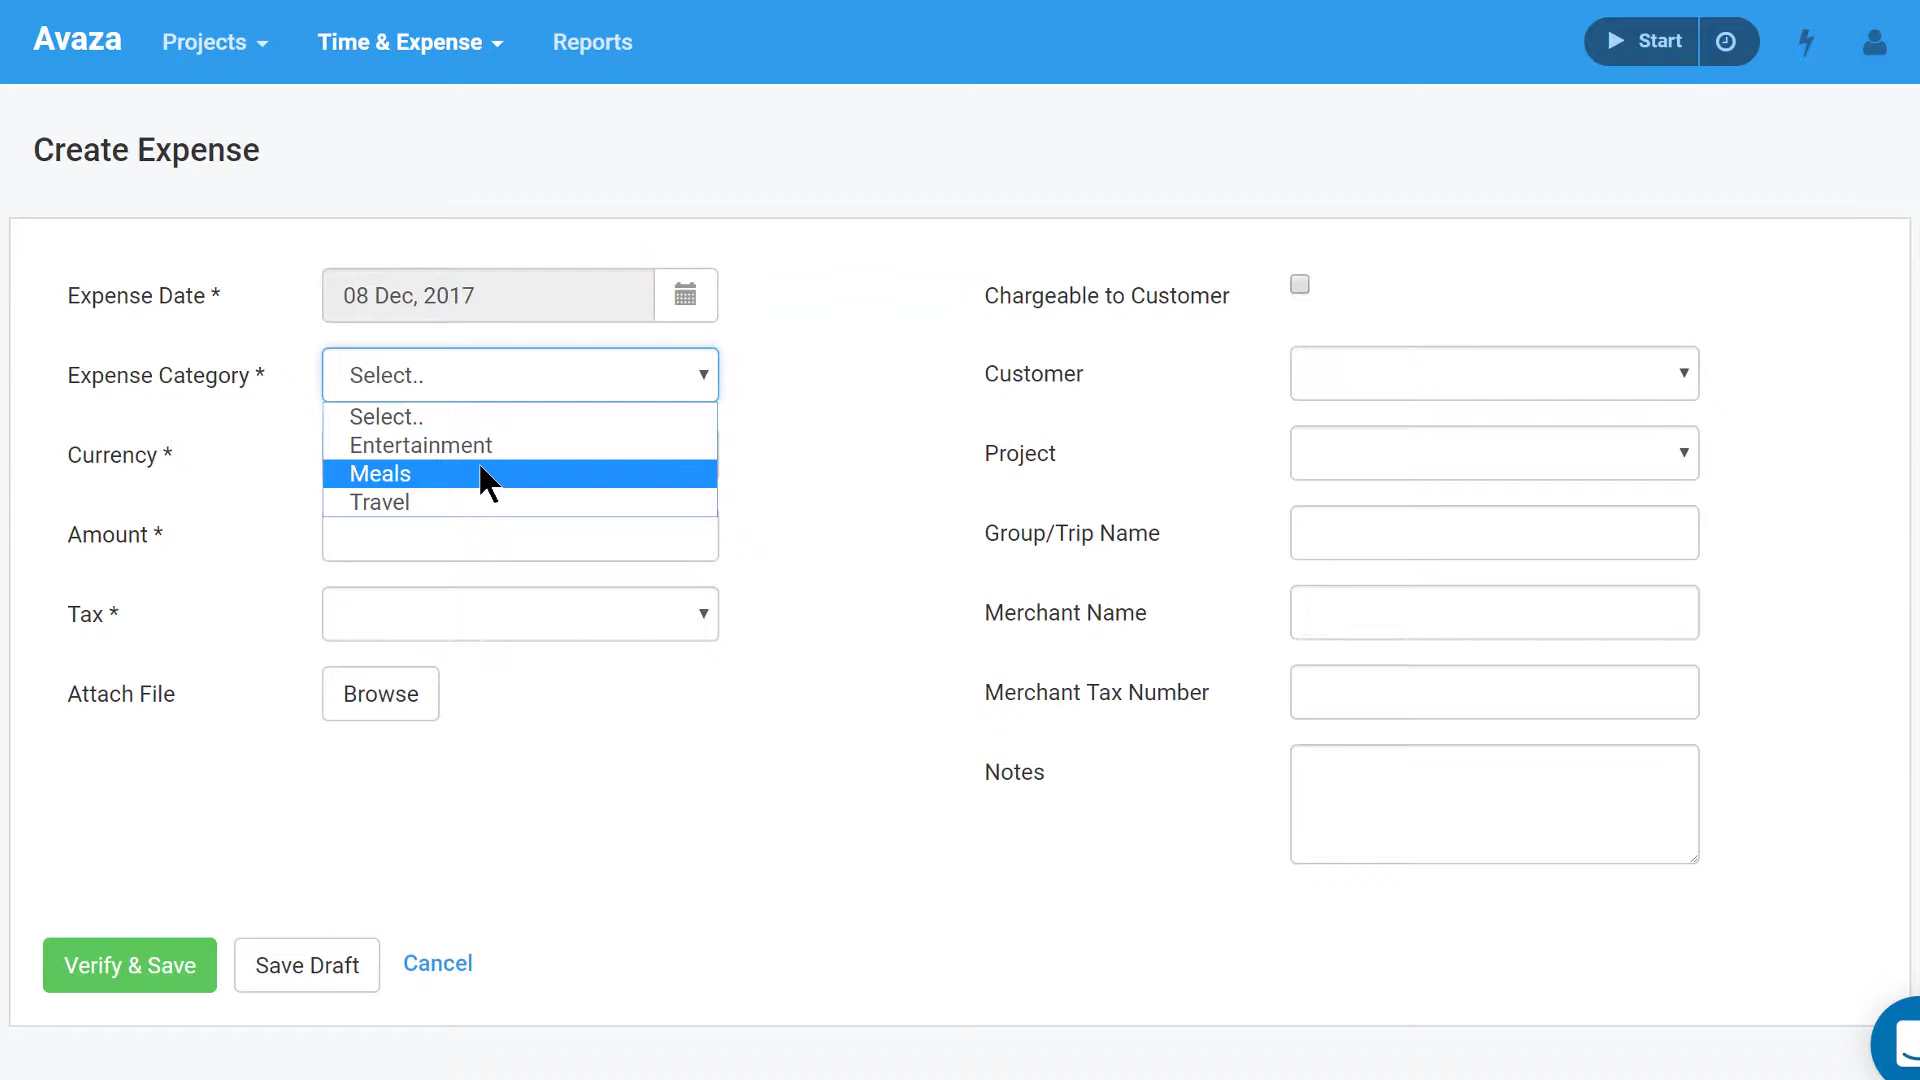 Avaza
Projects
Time & Expense
Reports
Start
Create Expense
Expense Date *
08 Dec, 2017
Expense Category *
Select..
Select..
Entertainment
Meals
Travel
Currency *
Amount *
Tax *
Attach File
Browse
Chargeable to Customer
Customer
Project
Group/Trip Name
Merchant Name
Merchant Tax Number
Notes
Verify & Save
Save Draft
Cancel